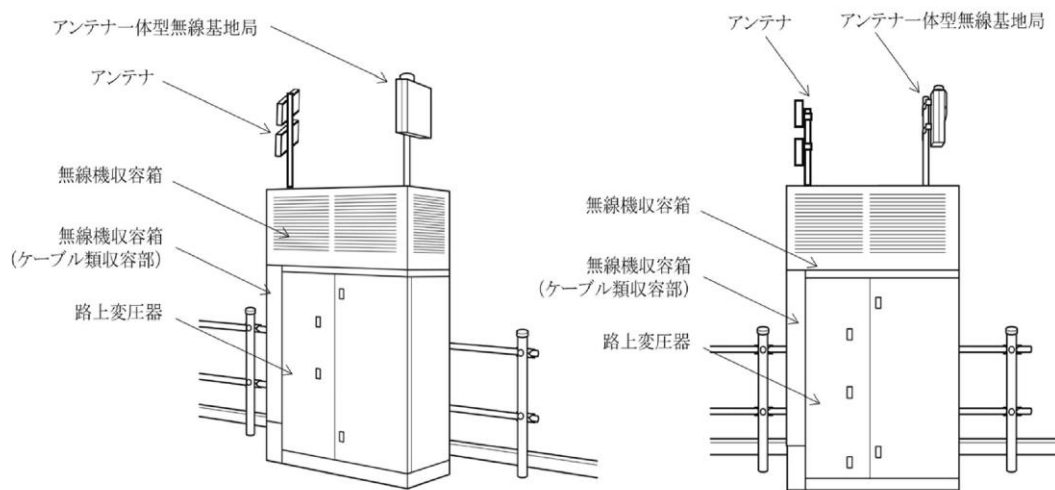 アンテナ一体型無線基地局
アンテナ
無線機収容箱
無線機収容箱
(ケーブル類収容部)
路上変圧器
アンテナ
アンテナ一体型無線基地局
無線機収容箱
無線機収容箱
(ケーブル類収容部)
路上変圧器